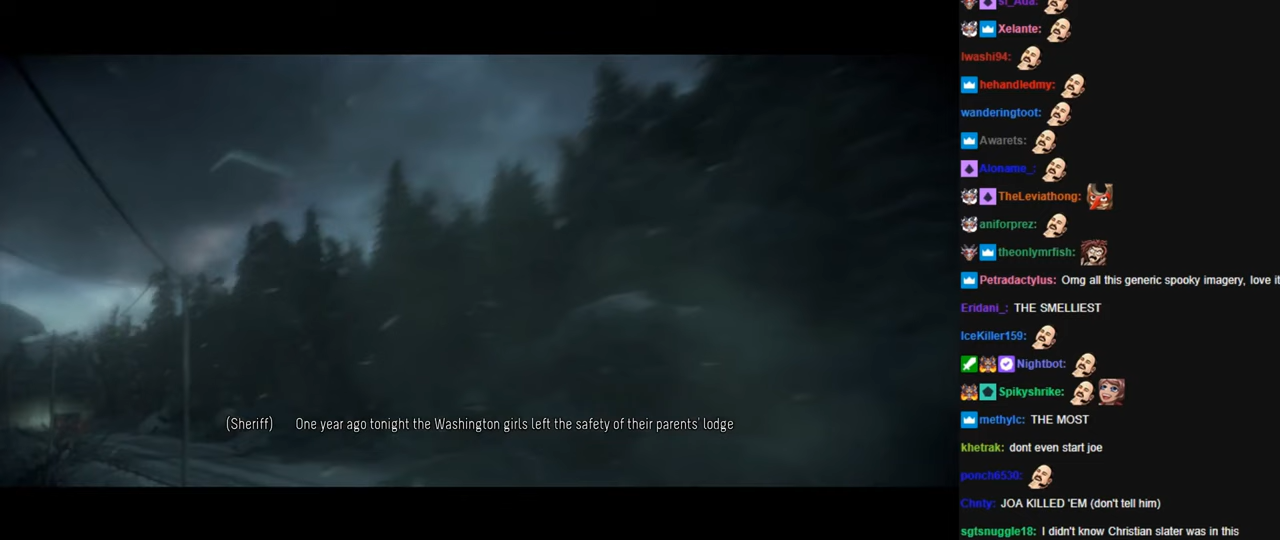 (Sheriff) One year ago tonight the Washington girls left the safety of their parents' lodge
si_Ada:
Xelante:
Iwashi94:
hehandledmy:
wanderingtoot:
Awarets:
Aloname_:
TheLeviathong:
aniforprez:
theonlymrfish:
Petradactylus: Omg all this generic spooky imagery, love it
Eridani_: THE SMELLIEST
IceKiller159:
Nightbot:
Spikyshrike:
methylc: THE MOST
khetrak: dont even start joe
ponch6530:
Chnty: JOA KILLED 'EM (don't tell him)
sgtsnuggle18: I didn't know Christian slater was in this